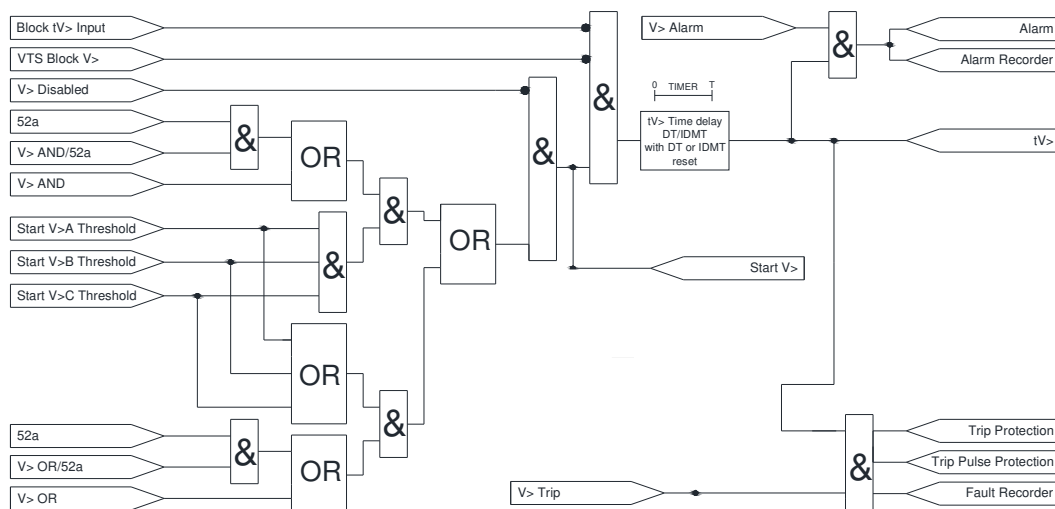 Block tV> Input
VTS Block V>
V> Disabled
52a
V> AND/52a
V> AND
Start V>A Threshold
Start V>B Threshold
Start V>C Threshold
52a
V> OR/52a
V> OR
&
OR
&
&
OR
&
OR
&
OR
&
&
0 TIMER T
tV> Time delay
DT/IDMT
with DT or IDMT
reset
Start V>
V> Alarm
&
Alarm
Alarm Recorder
tV>
V> Trip
&
Trip Protection
Trip Pulse Protection
Fault Recorder